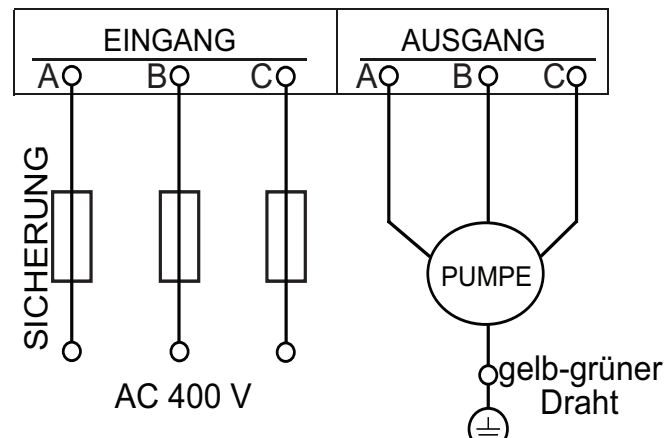 EINGANG
AUSGANG
A B C
A B C
SICHERUNG
PUMPE
AC 400 V
gelb-grüner
Draht